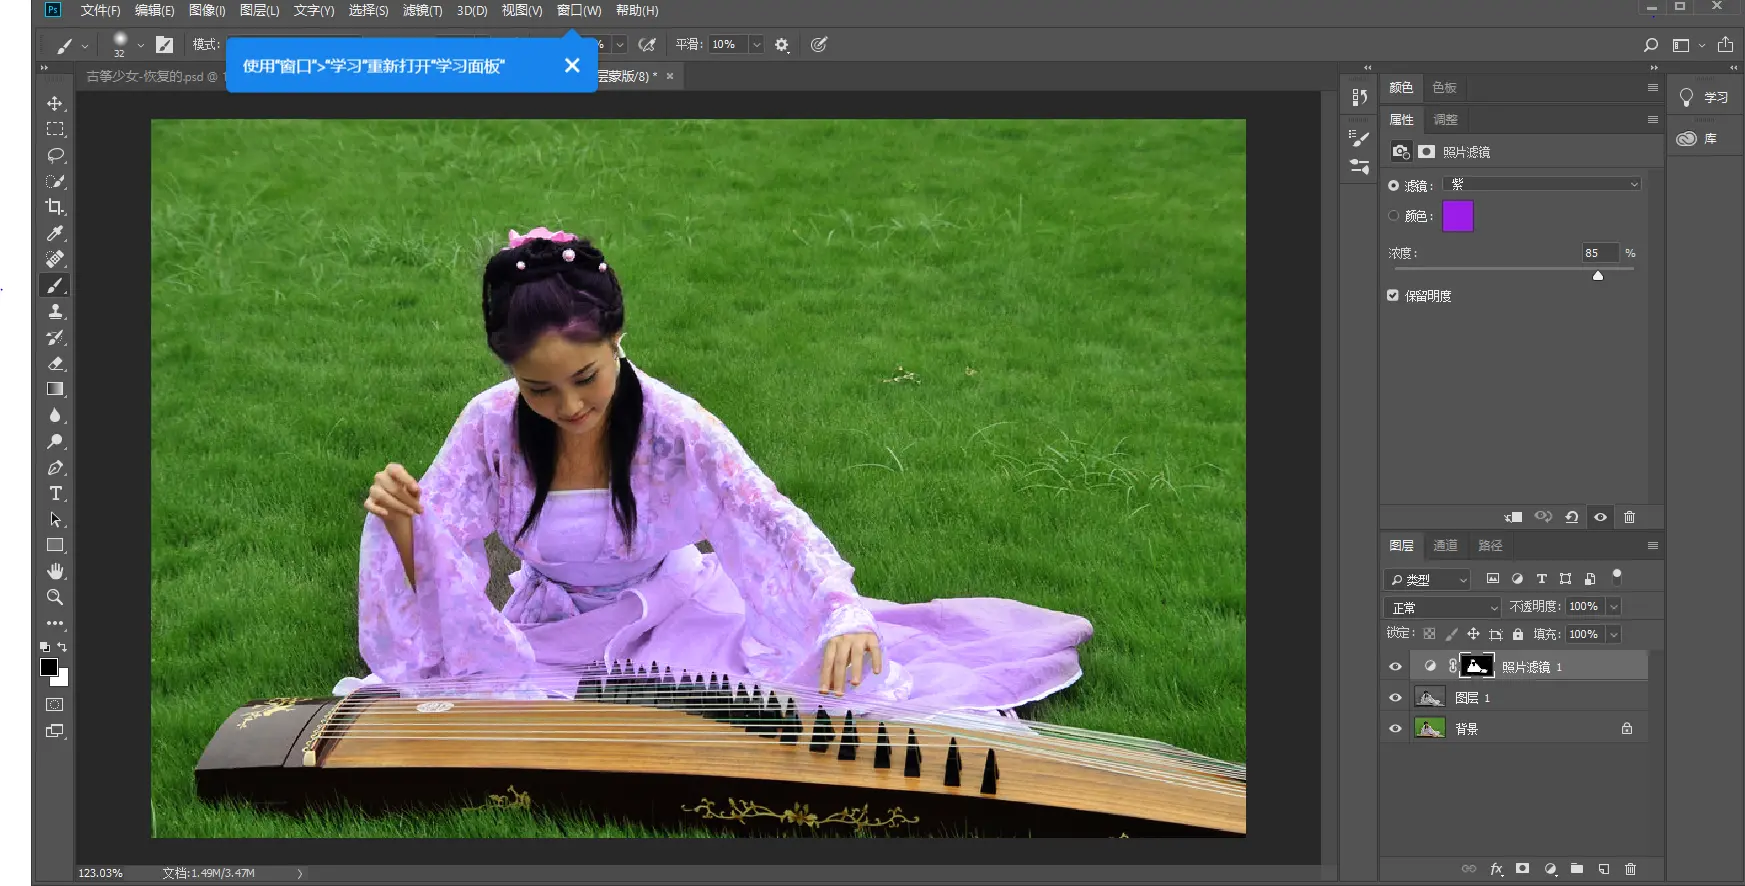 Ps 文件(F) 编辑(E) 图像(I) 图层(L) 文字(Y) 选择(S) 滤镜(T) 3D(D) 视图(V) 窗口(W) 帮助(H)
32 模式: % 平滑: 10%
使用"窗口">"学习"重新打开"学习面板"
古筝少女-恢复的.psd @ 层蒙版/8) * ×
颜色 色板
学习
属性 调整
库
照片滤镜
滤镜: 紫
颜色:
浓度: 85 %
保留明度
图层 通道 路径
类型
正常 不透明度: 100%
锁定: 填充: 100%
照片滤镜 1
图层 1
背景
fx
123.03% 文档:1.49M/3.47M